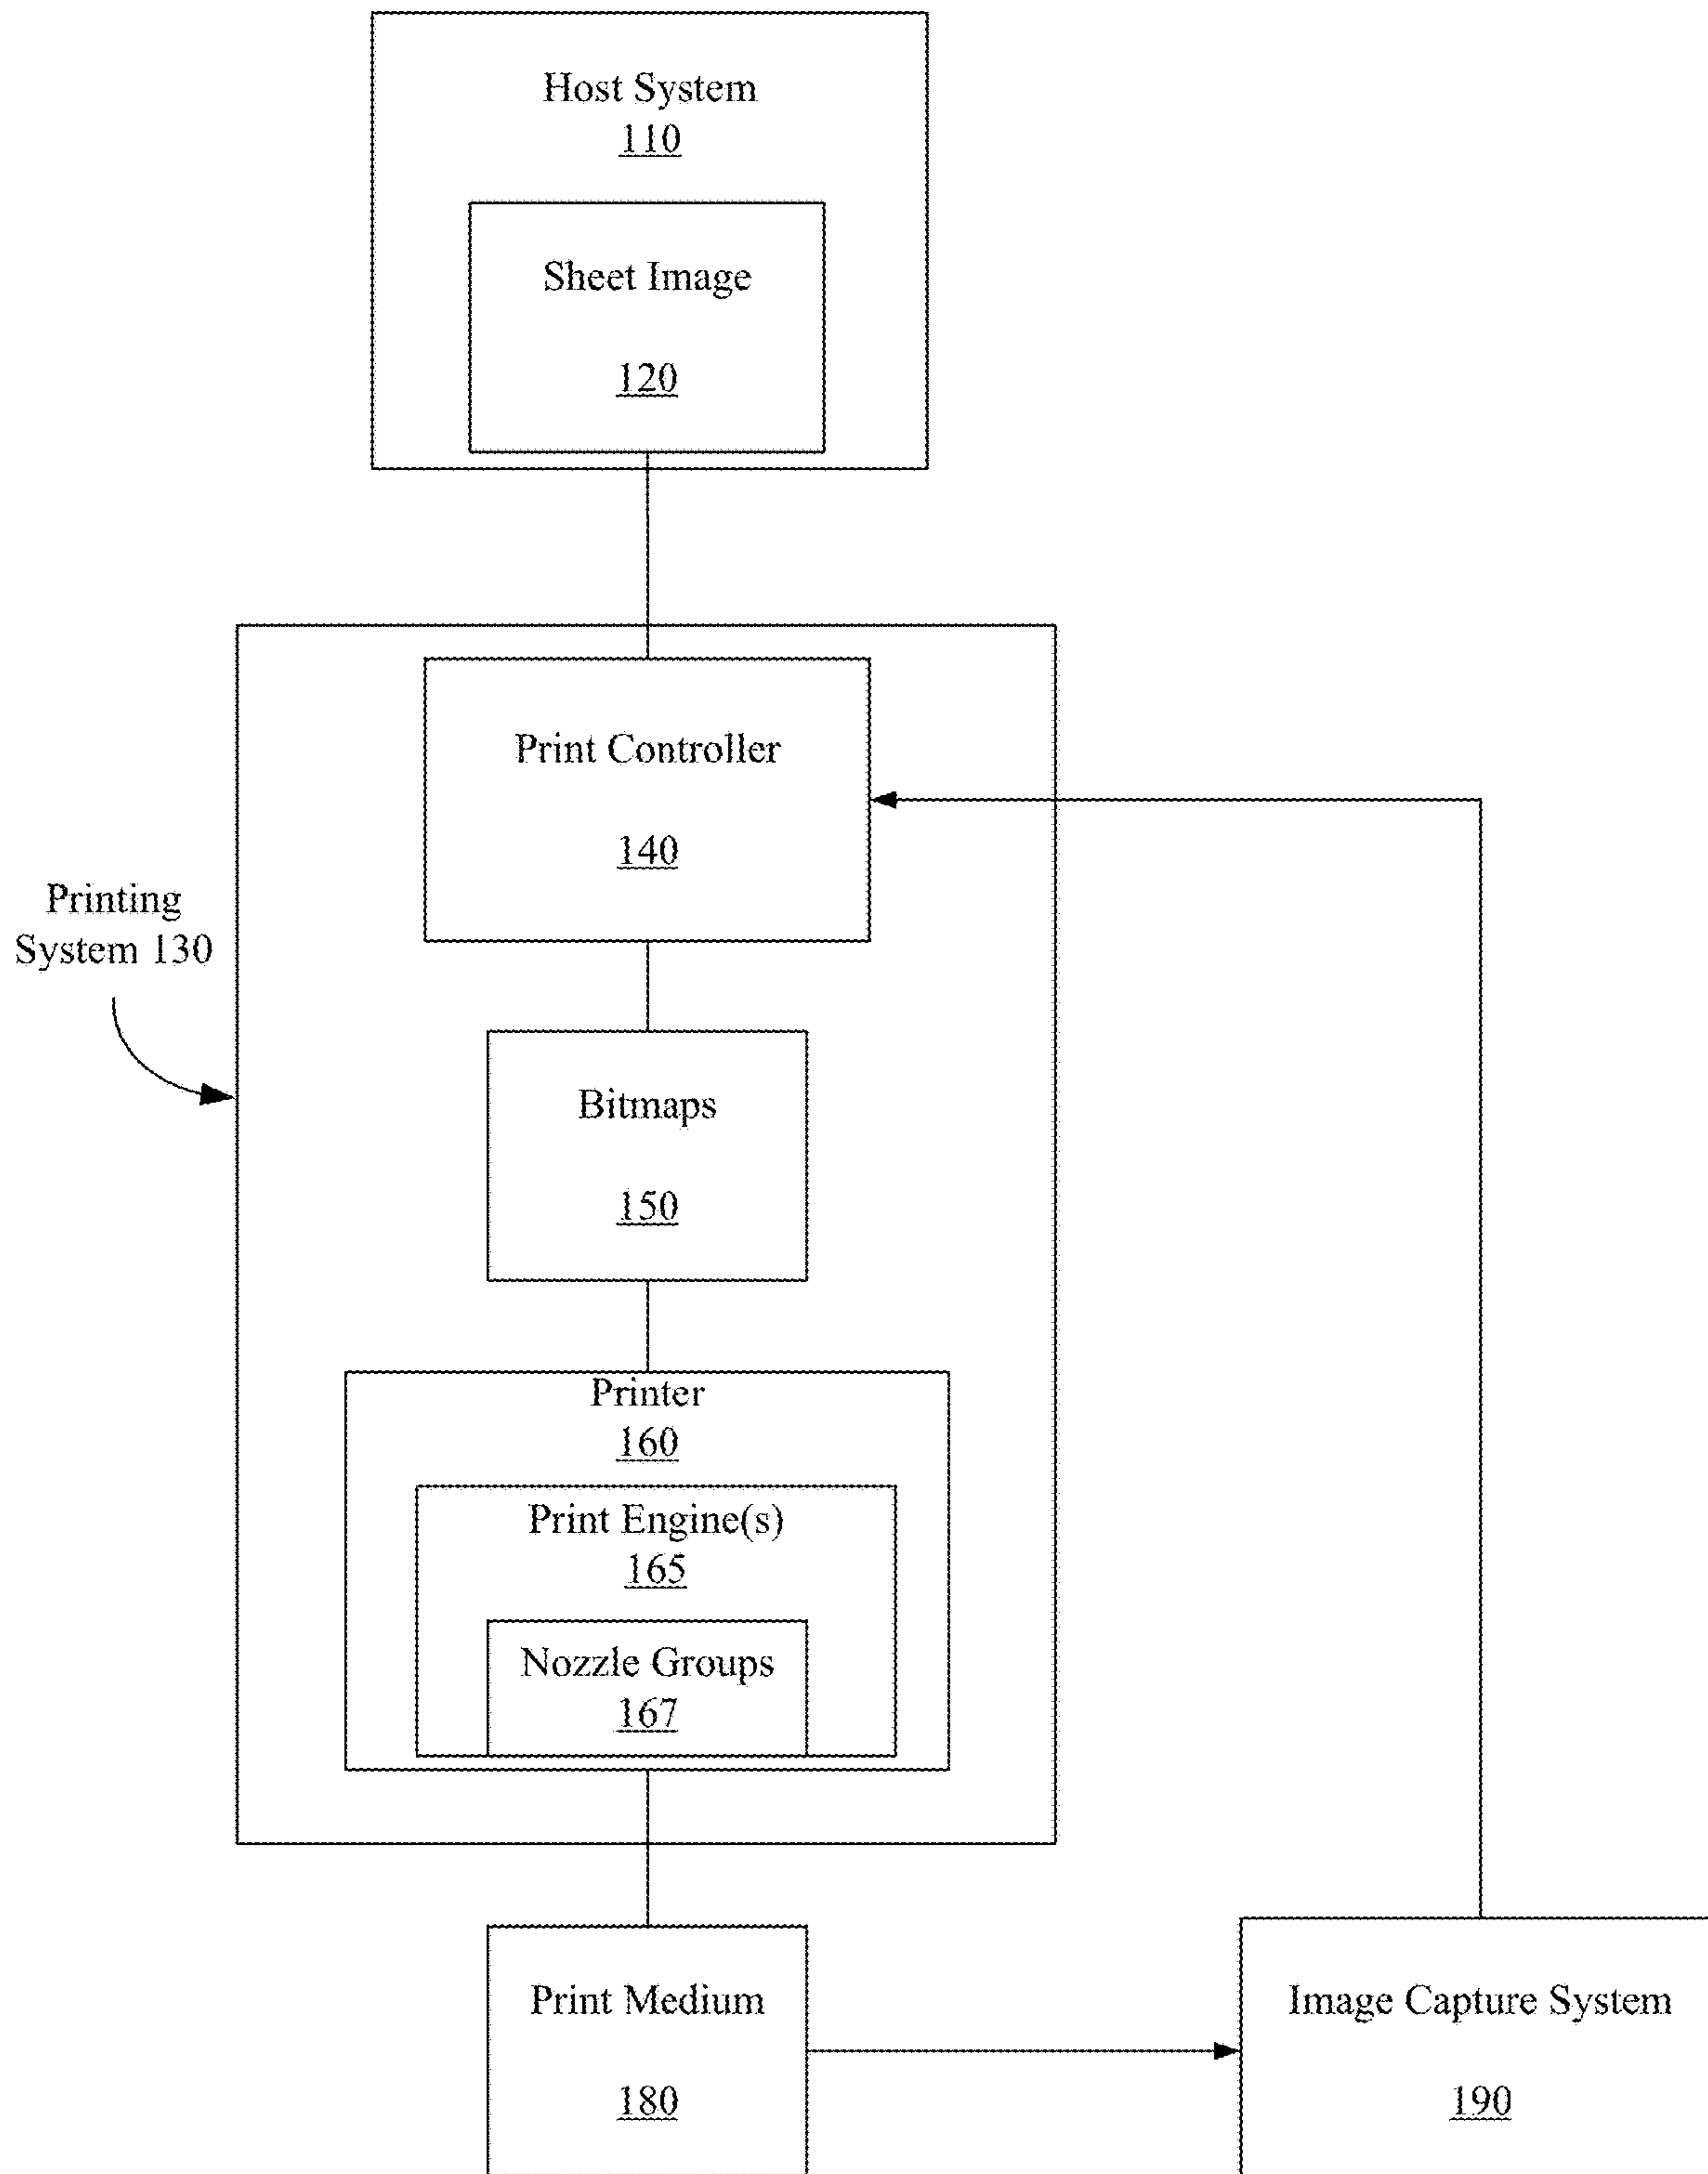 Host System
110
Sheet Image
120
Print Controller
140
Printing
System 130
Bitmaps
150
Printer
160
Print Engine(s)
165
Nozzle Groups
167
Print Medium
180
Image Capture System
190